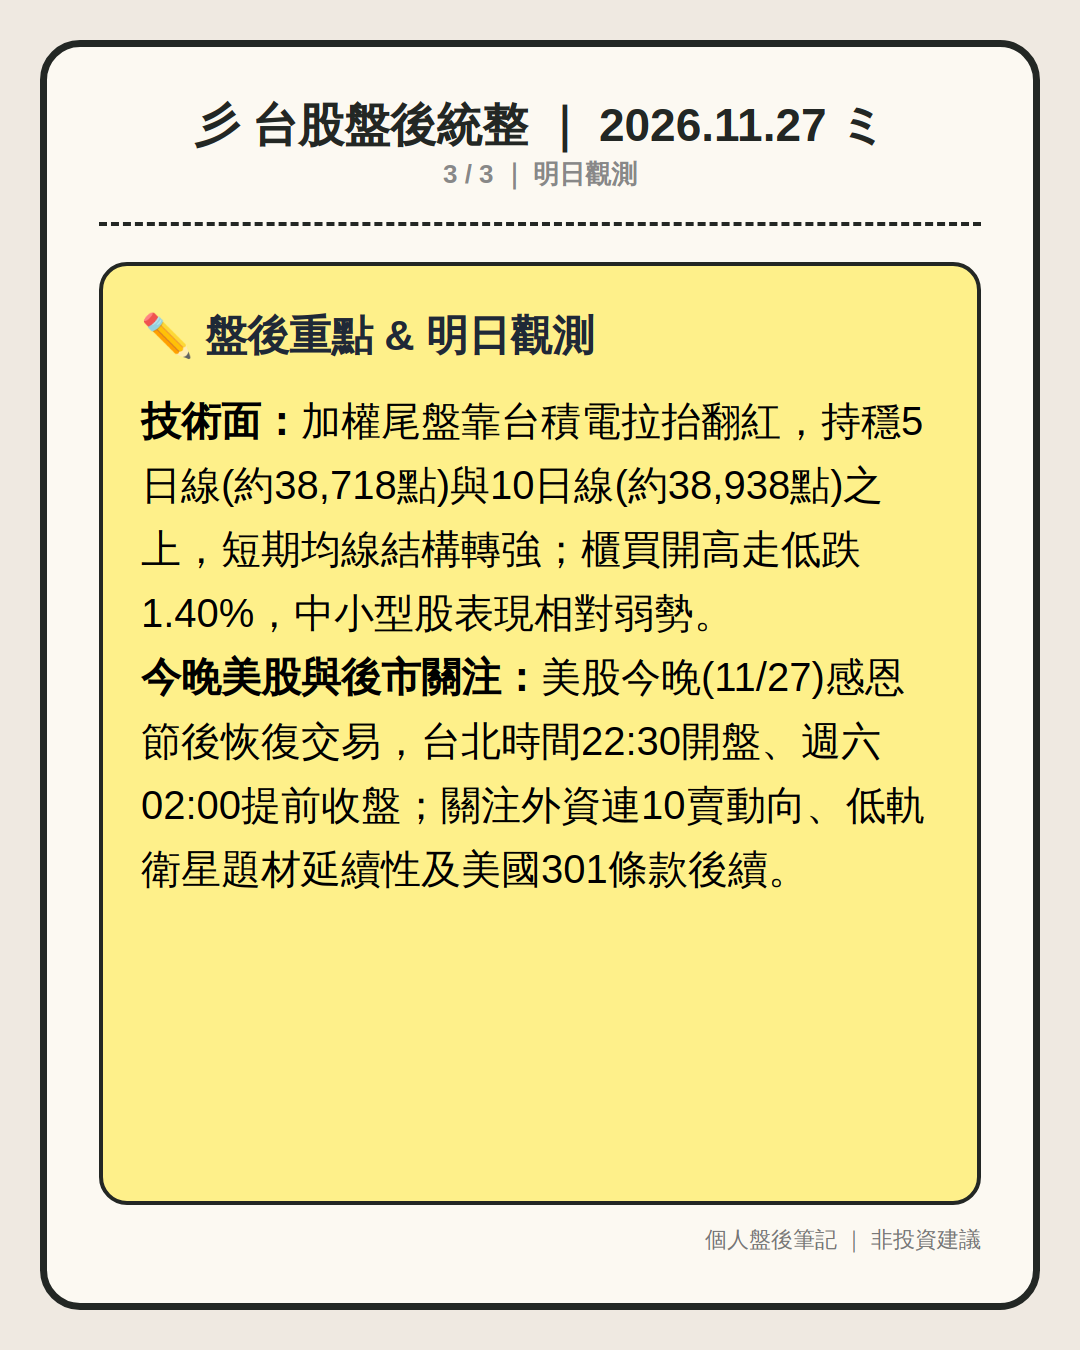 彡 台股盤後統整 ｜ 2026.11.27 ミ
3 / 3 ｜ 明日觀測
✏️ 盤後重點 & 明日觀測
技術面：加權尾盤靠台積電拉抬翻紅，持穩5
日線(約38,718點)與10日線(約38,938點)之
上，短期均線結構轉強；櫃買開高走低跌
1.40%，中小型股表現相對弱勢。
今晚美股與後市關注：美股今晚(11/27)感恩
節後恢復交易，台北時間22:30開盤、週六
02:00提前收盤；關注外資連10賣動向、低軌
衛星題材延續性及美國301條款後續。
個人盤後筆記 ｜ 非投資建議